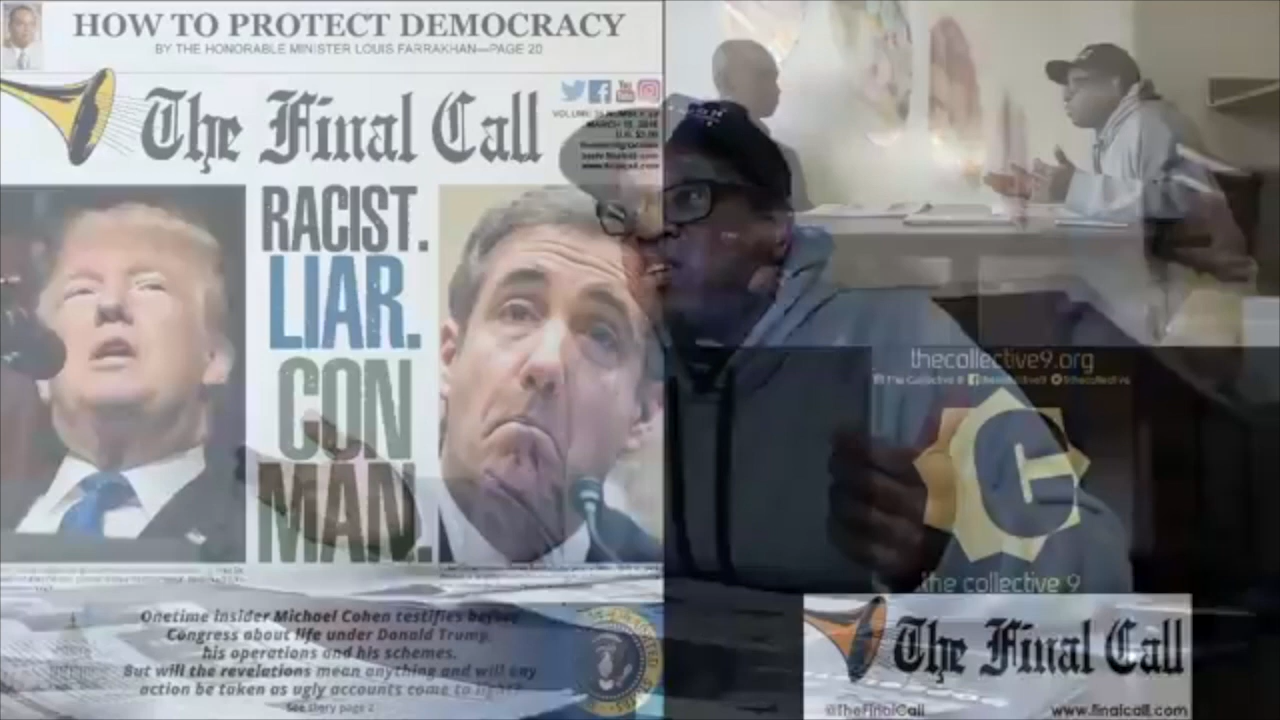 HOW TO PROTECT DEMOCRACY
BY THE HONORABLE MINISTER LOUIS FARRAKHAN—PAGE 20
The Final Call
RACIST.
LIAR.
CON
MAN.
Onetime insider Michael Cohen testifies before
Congress about life under Donald Trump,
his operations and his schemes.
But will the revelations mean anything and will any
action be taken as ugly accounts come to light?
See story page 2
thecollective9.org
C
the collective 9
The Final Call
@TheFinalCall
www.finalcall.com